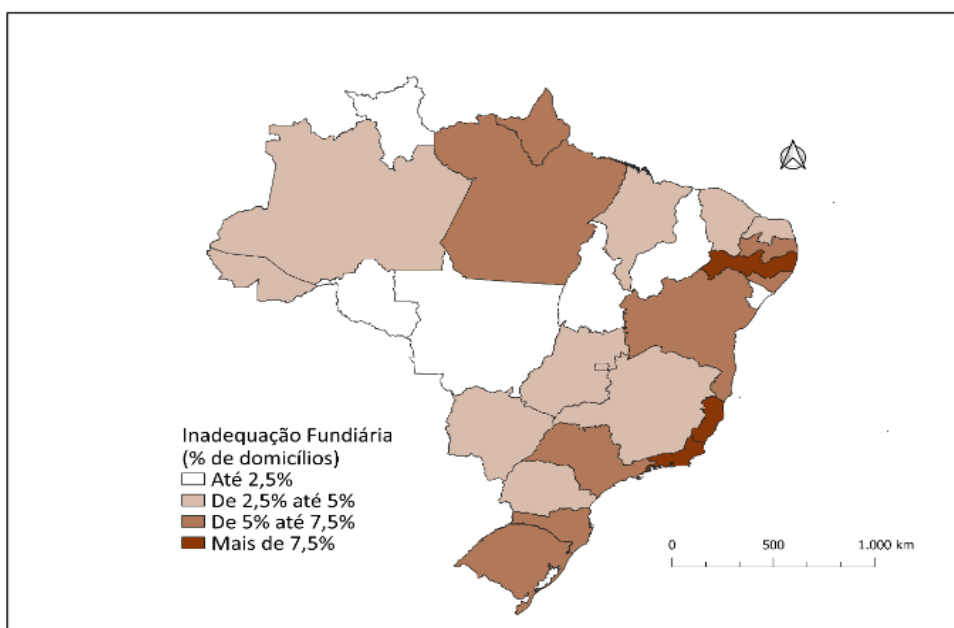 Inadequação Fundiária
(% de domicílios)
Até 2,5%
De 2,5% até 5%
De 5% até 7,5%
Mais de 7,5%
0 500 1.000 km